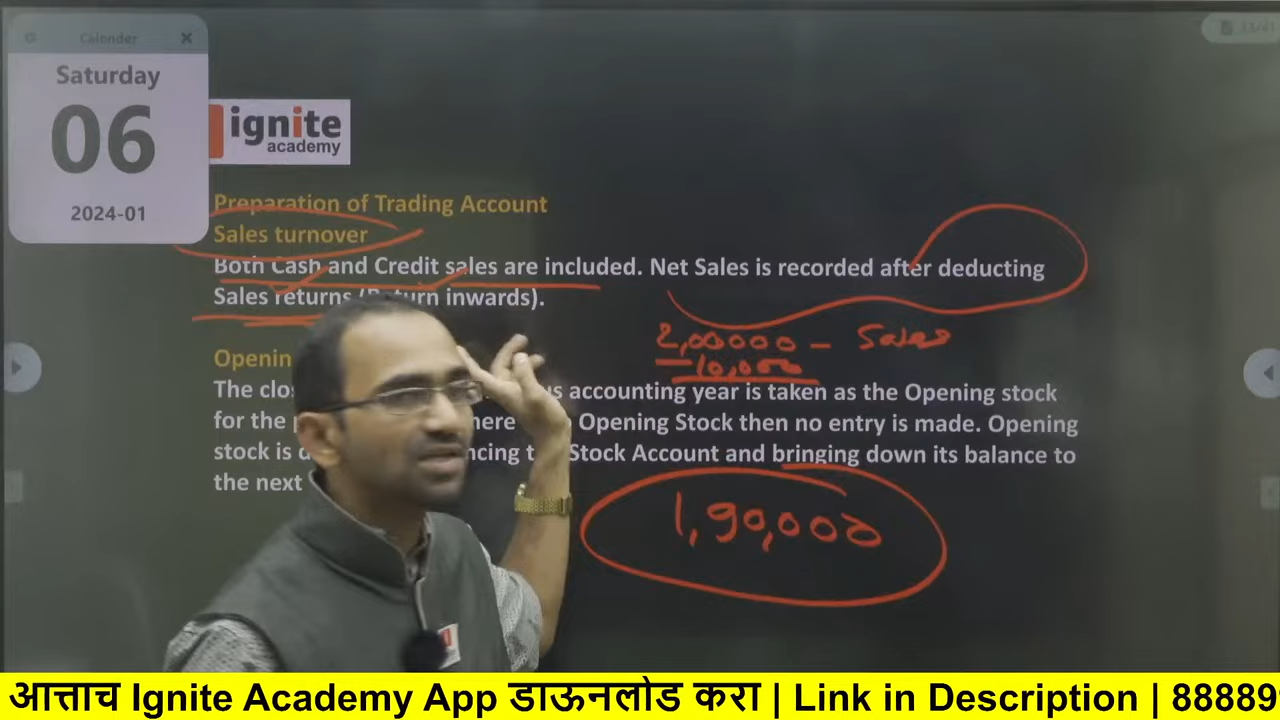 Calender
Saturday
06
2024-01
ignite
academy
Preparation of Trading Account
Sales turnover
Both Cash and Credit sales are included. Net Sales is recorded after deducting
Sales returns (Return inwards).
2,00000 – Sales
– 10,000
Openin
The clos accounting year is taken as the Opening stock
for the Opening Stock then no entry is made. Opening
stock is Stock Account and bringing down its balance to
the next
1,90,000
आत्ताच Ignite Academy App डाऊनलोड करा | Link in Description | 88889